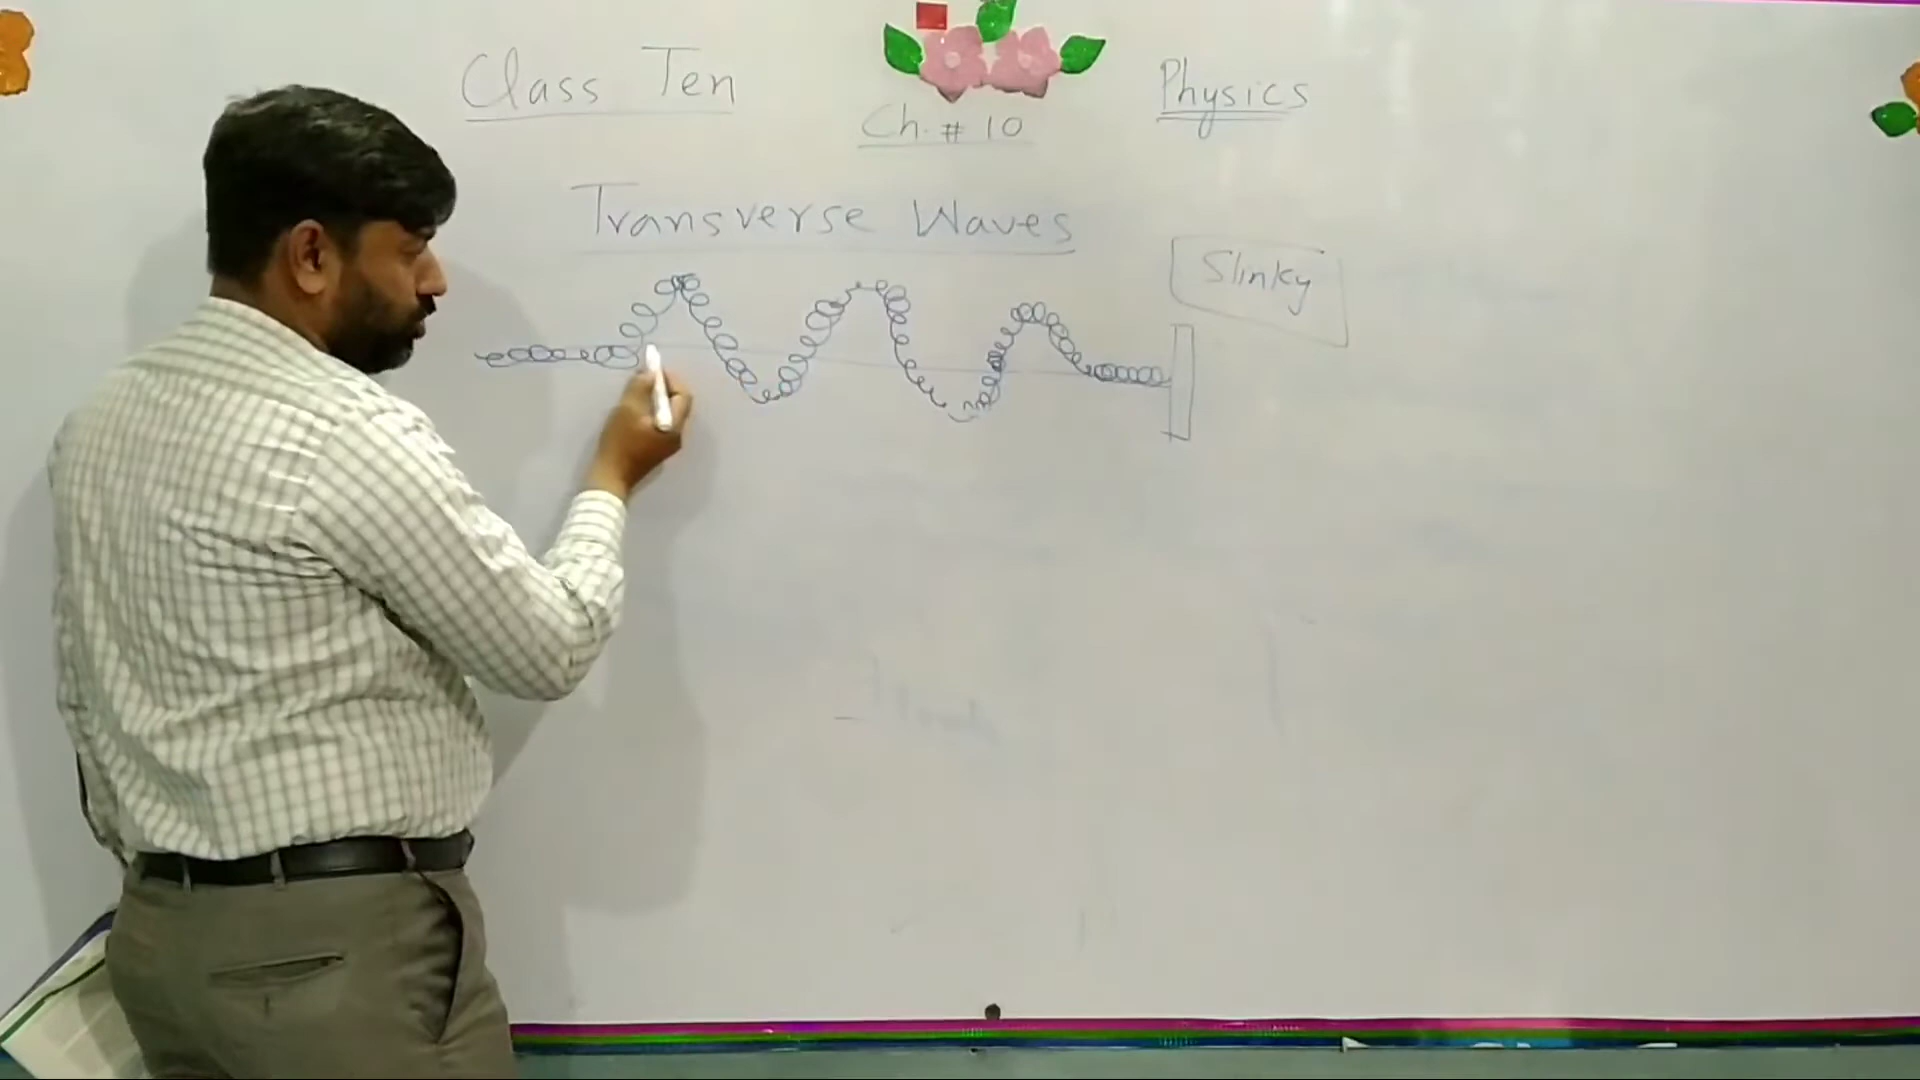 Class Ten
Physics
Ch. # 10
Transverse Waves
Slinky